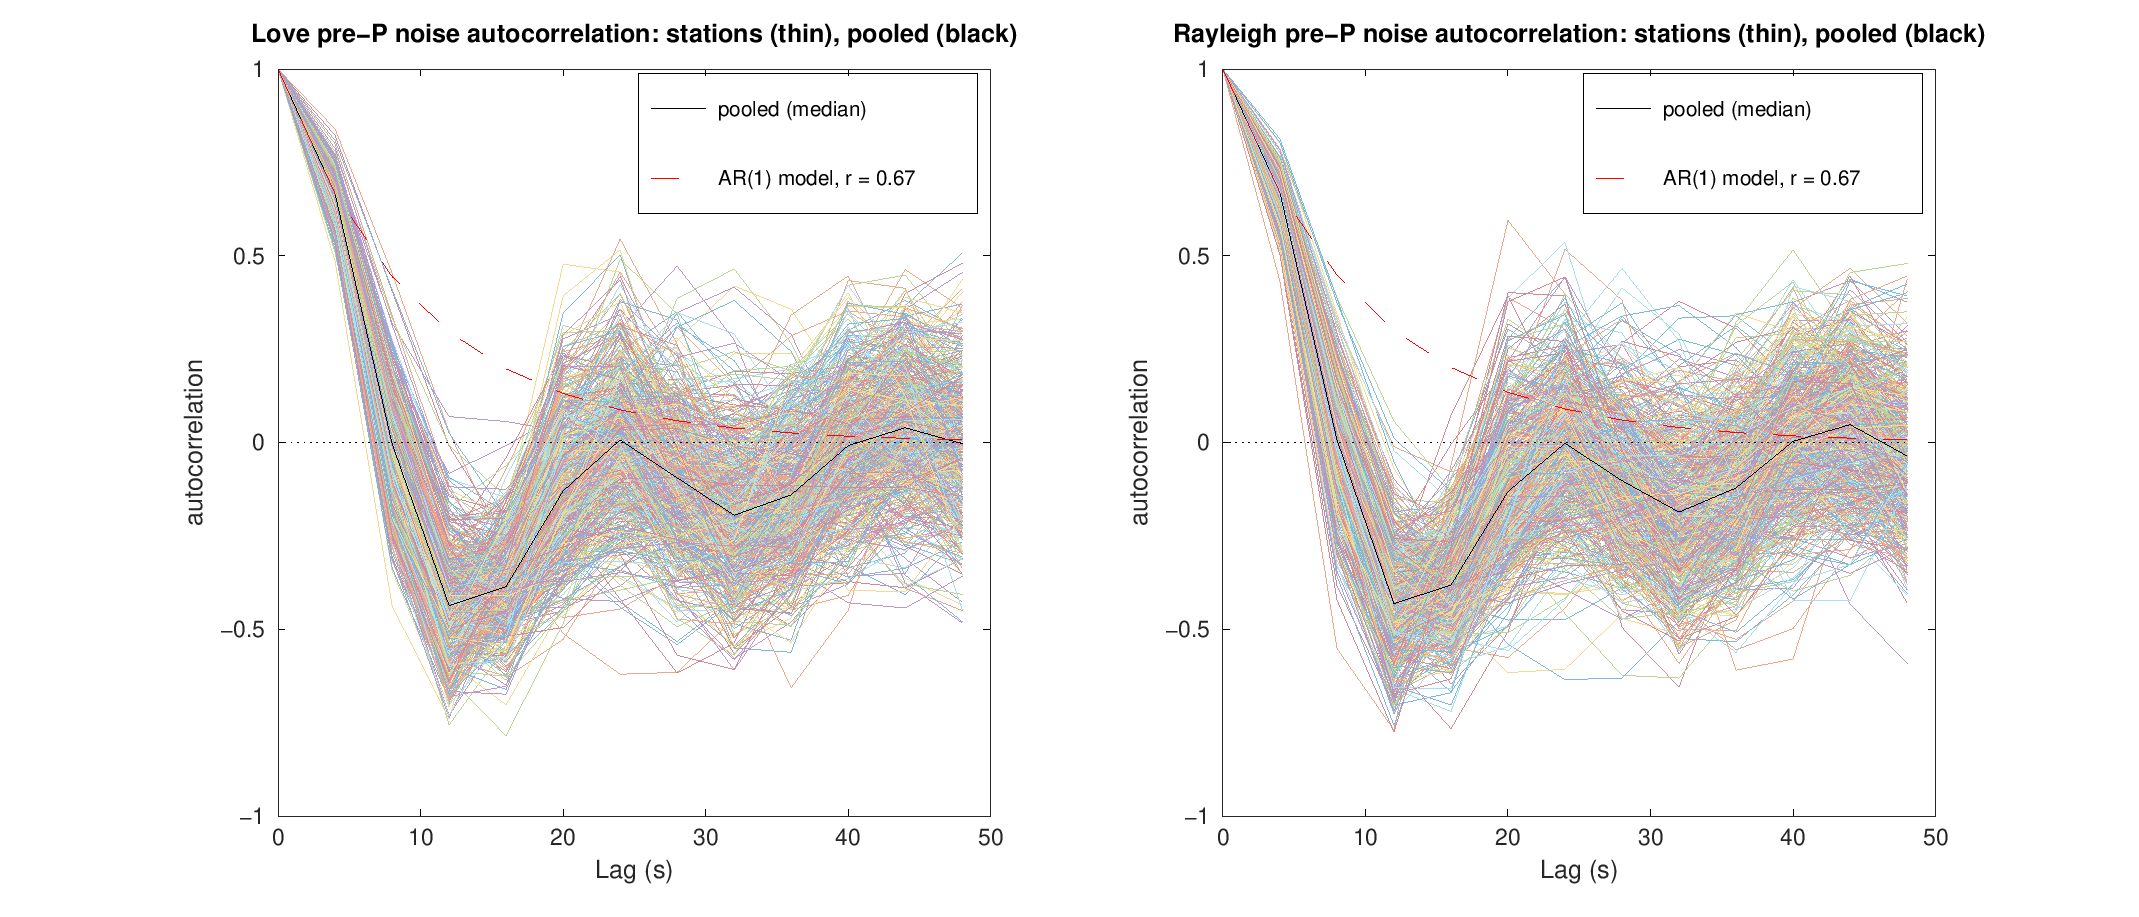 Love pre−P noise autocorrelation: stations (thin), pooled (black)
1
0.5
0
−0.5
−1
autocorrelation
pooled (median)
AR(1) model, r = 0.67
0 10 20 30 40 50
Lag (s)
Rayleigh pre−P noise autocorrelation: stations (thin), pooled (black)
1
0.5
0
−0.5
−1
autocorrelation
pooled (median)
AR(1) model, r = 0.67
0 10 20 30 40 50
Lag (s)